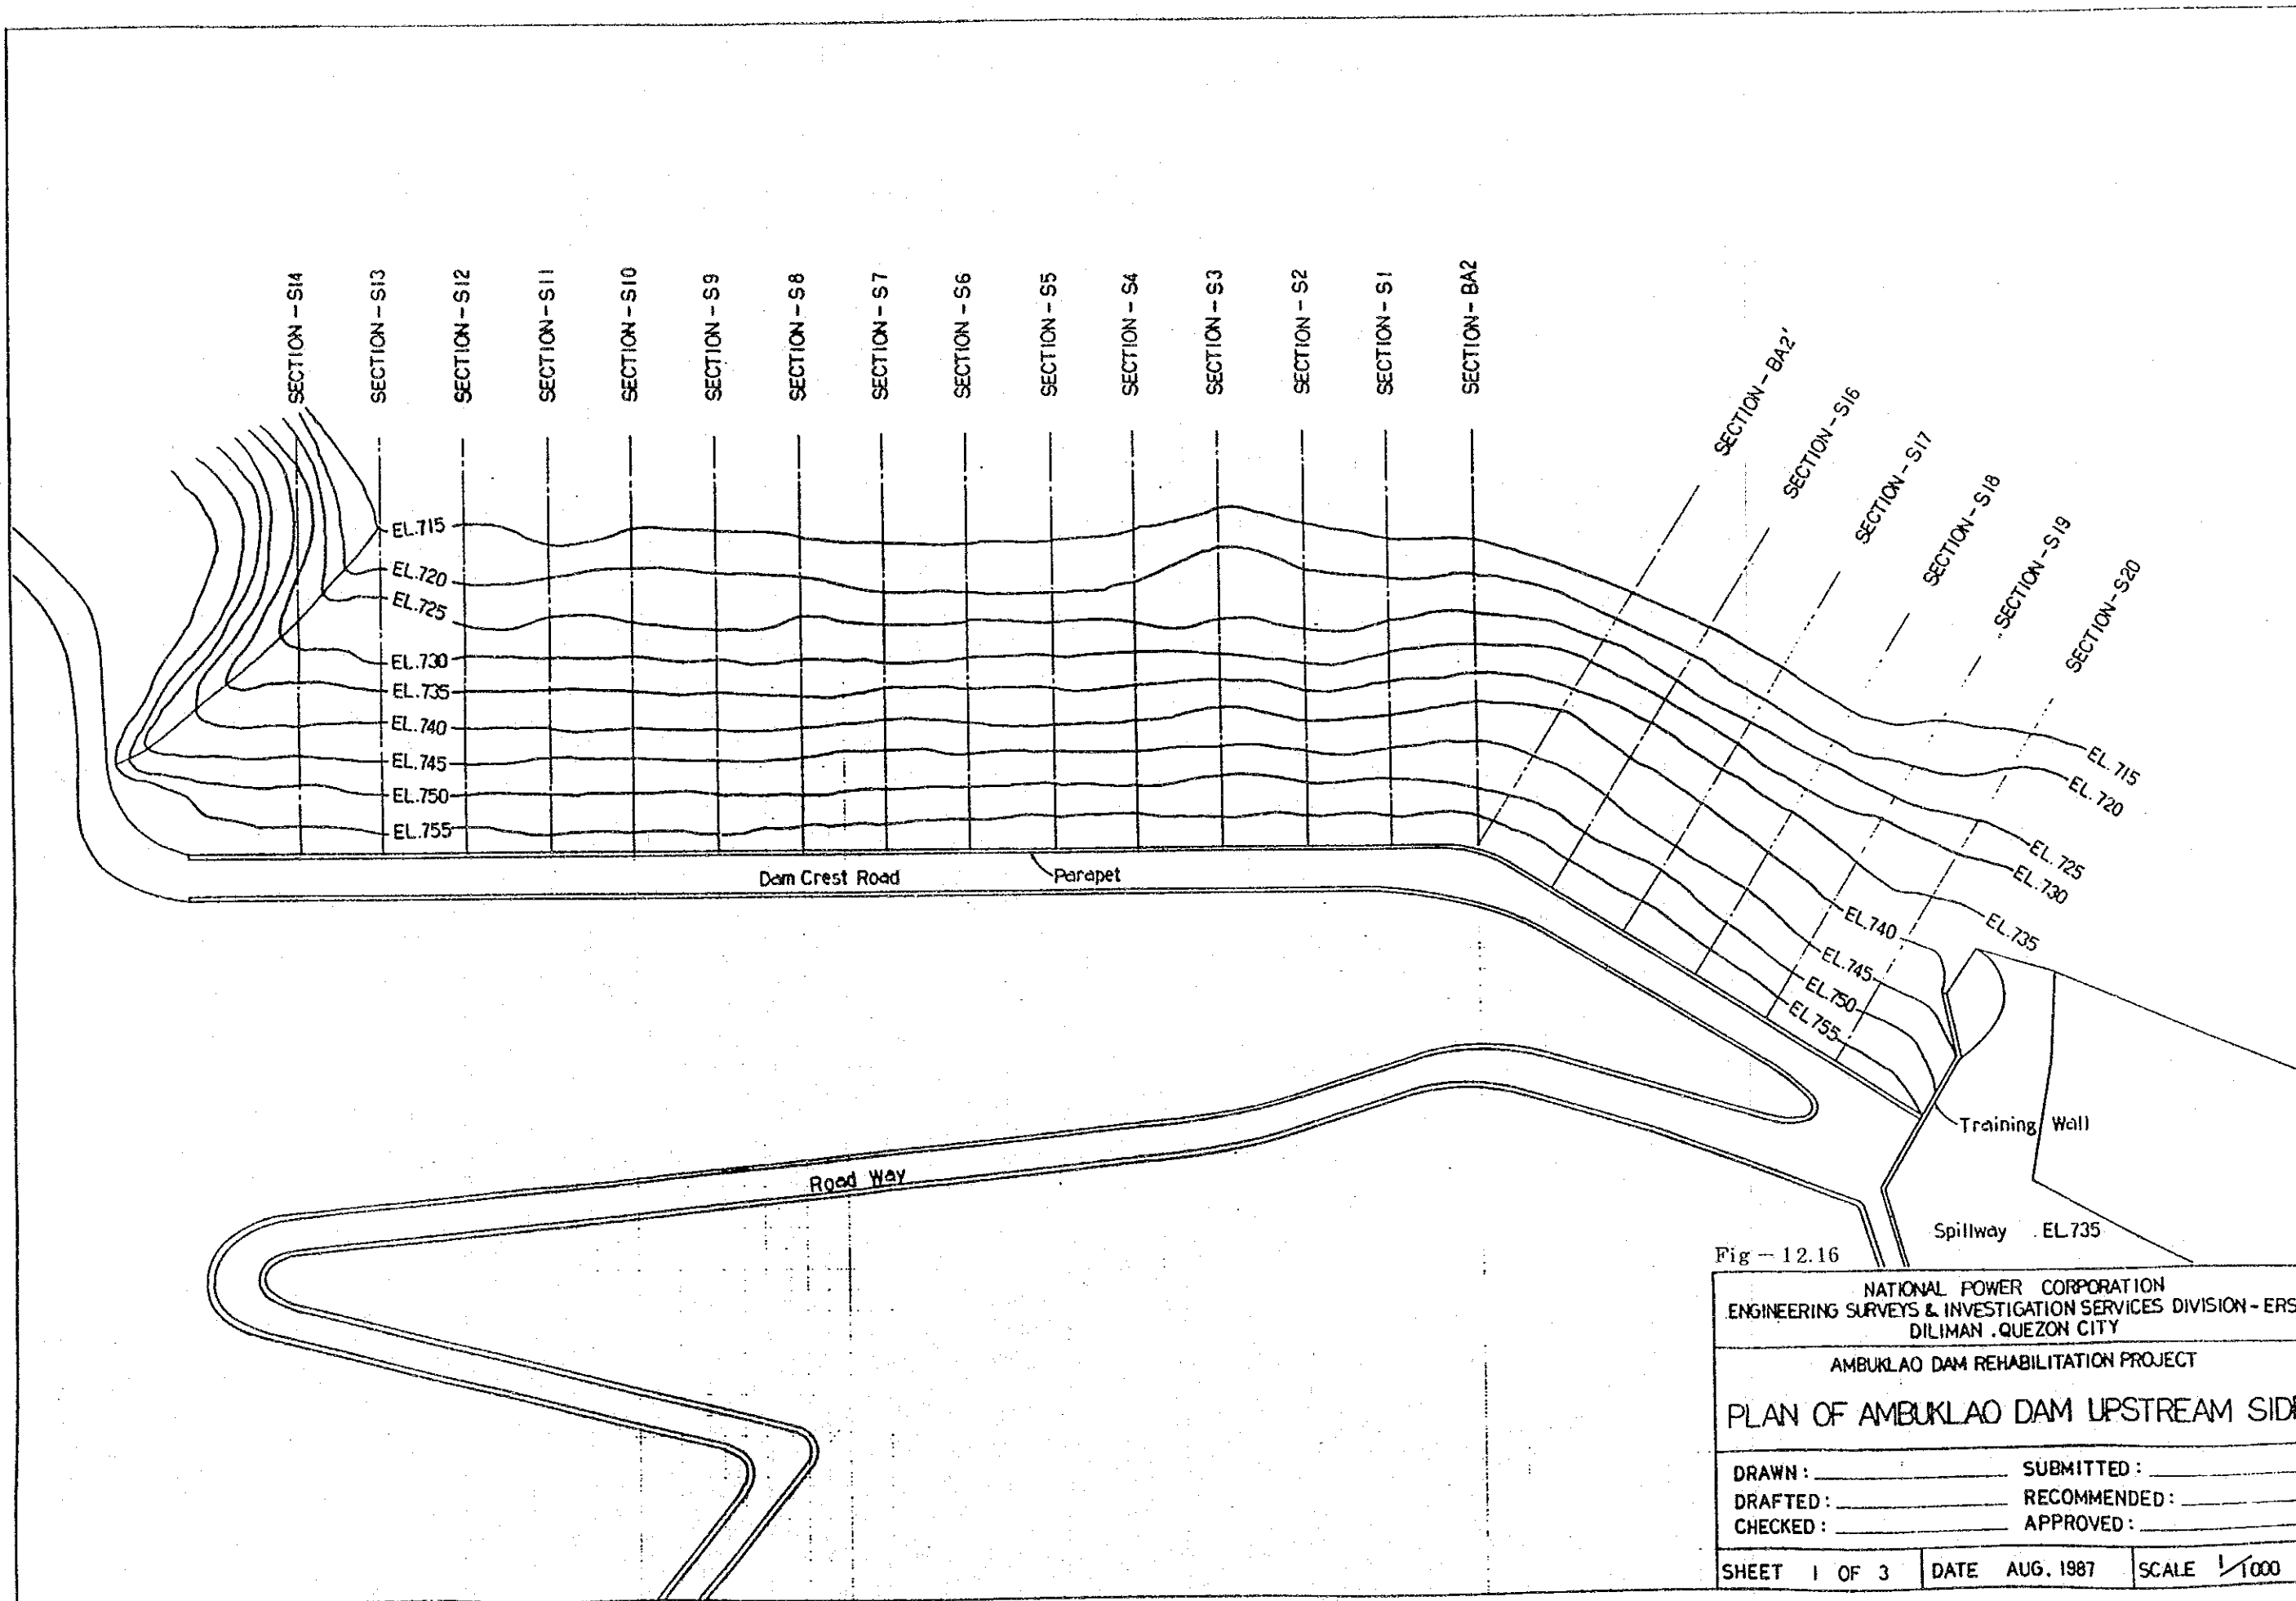 SECTION - S14
SECTION - S13
SECTION - S12
SECTION - S11
SECTION - S10
SECTION - S9
SECTION - S8
SECTION - S7
SECTION - S6
SECTION - S5
SECTION - S4
SECTION - S3
SECTION - S2
SECTION - S1
SECTION - BA2
SECTION - BA2'
SECTION - S16
SECTION - S17
SECTION - S18
SECTION - S19
SECTION - S20
EL.715
EL.720
EL.725
EL.730
EL.735
EL.740
EL.745
EL.750
EL.755
EL.715
EL.720
EL.725
EL.730
EL.735
EL.740
EL.745
EL.750
EL.755
Dam Crest Road
Parapet
Training Wall
Road Way
Spillway EL.735
Fig - 12.16
NATIONAL POWER CORPORATION
ENGINEERING SURVEYS & INVESTIGATION SERVICES DIVISION - ERS
DILIMAN . QUEZON CITY
AMBUKLAO DAM REHABILITATION PROJECT
PLAN OF AMBUKLAO DAM UPSTREAM SIDE
DRAWN : SUBMITTED :
DRAFTED : RECOMMENDED :
CHECKED : APPROVED :
SHEET 1 OF 3 DATE AUG. 1987 SCALE 1/1000